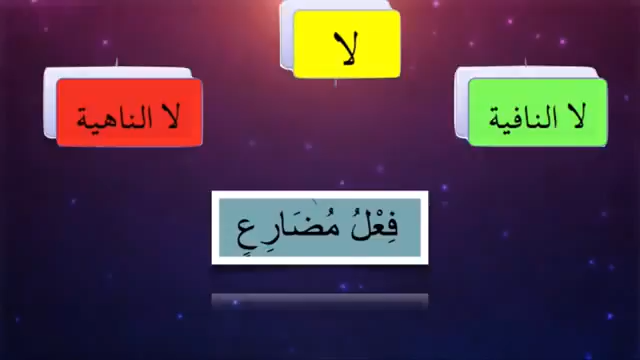 لا
لا النافية
لا الناهية
فِعْلُ مُضَارِعٍ